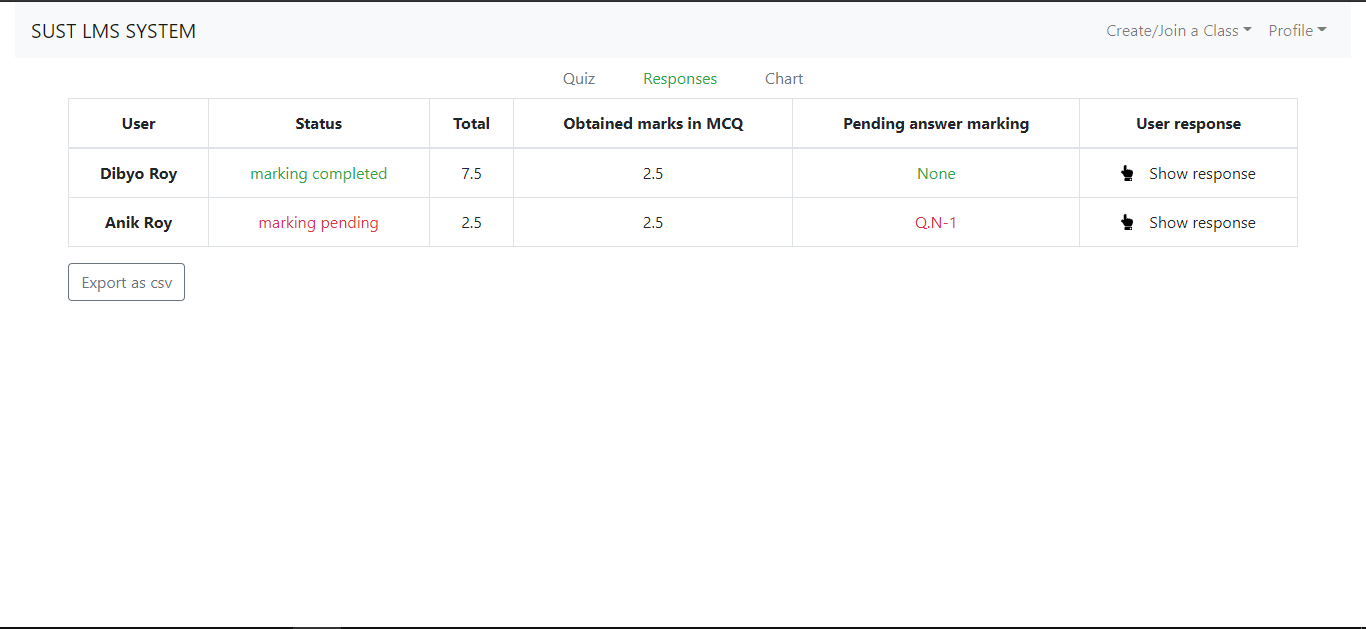 SUST LMS SYSTEM Create/Join a Class Profile
Quiz Responses Chart
User Status Total Obtained marks in MCQ Pending answer marking User response
Dibyo Roy marking completed 7.5 2.5 None Show response
Anik Roy marking pending 2.5 2.5 Q.N-1 Show response
Export as csv